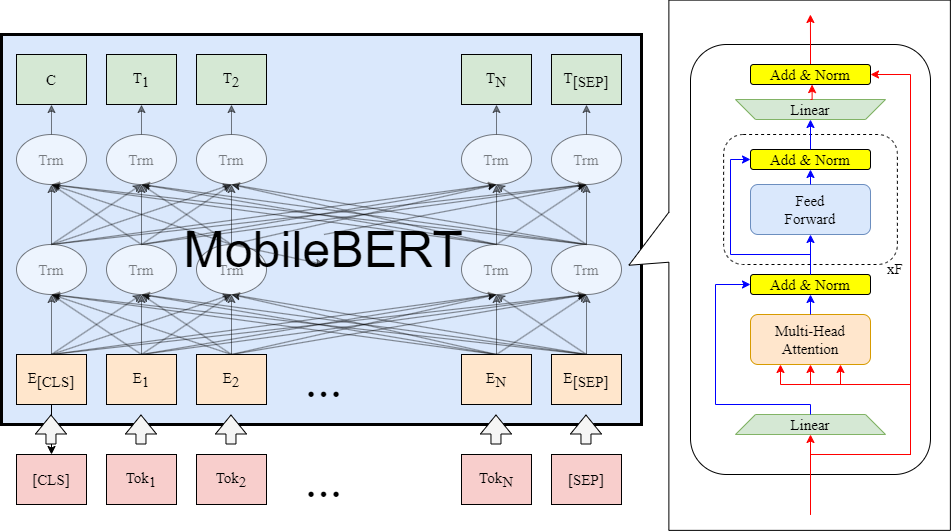 C T1 T2 TN T[SEP]
Trm Trm Trm Trm Trm
MobileBERT
Trm Trm Trm Trm Trm
E[CLS] E1 E2 ... EN E[SEP]
[CLS] Tok1 Tok2 ... TokN [SEP]
Add & Norm
Linear
Add & Norm
Feed
Forward
xF
Add & Norm
Multi-Head
Attention
Linear